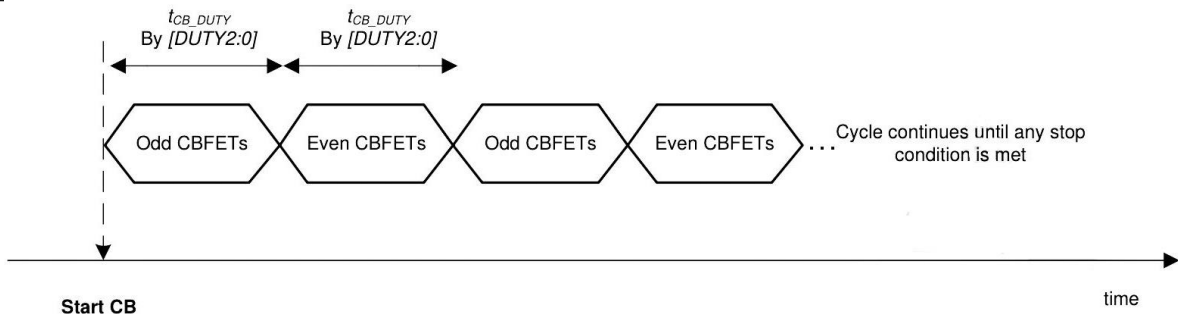 tCB_DUTY
By [DUTY2:0]
tCB_DUTY
By [DUTY2:0]
Odd CBFETs
Even CBFETs
Odd CBFETs
Even CBFETs
... Cycle continues until any stop
condition is met
Start CB
time